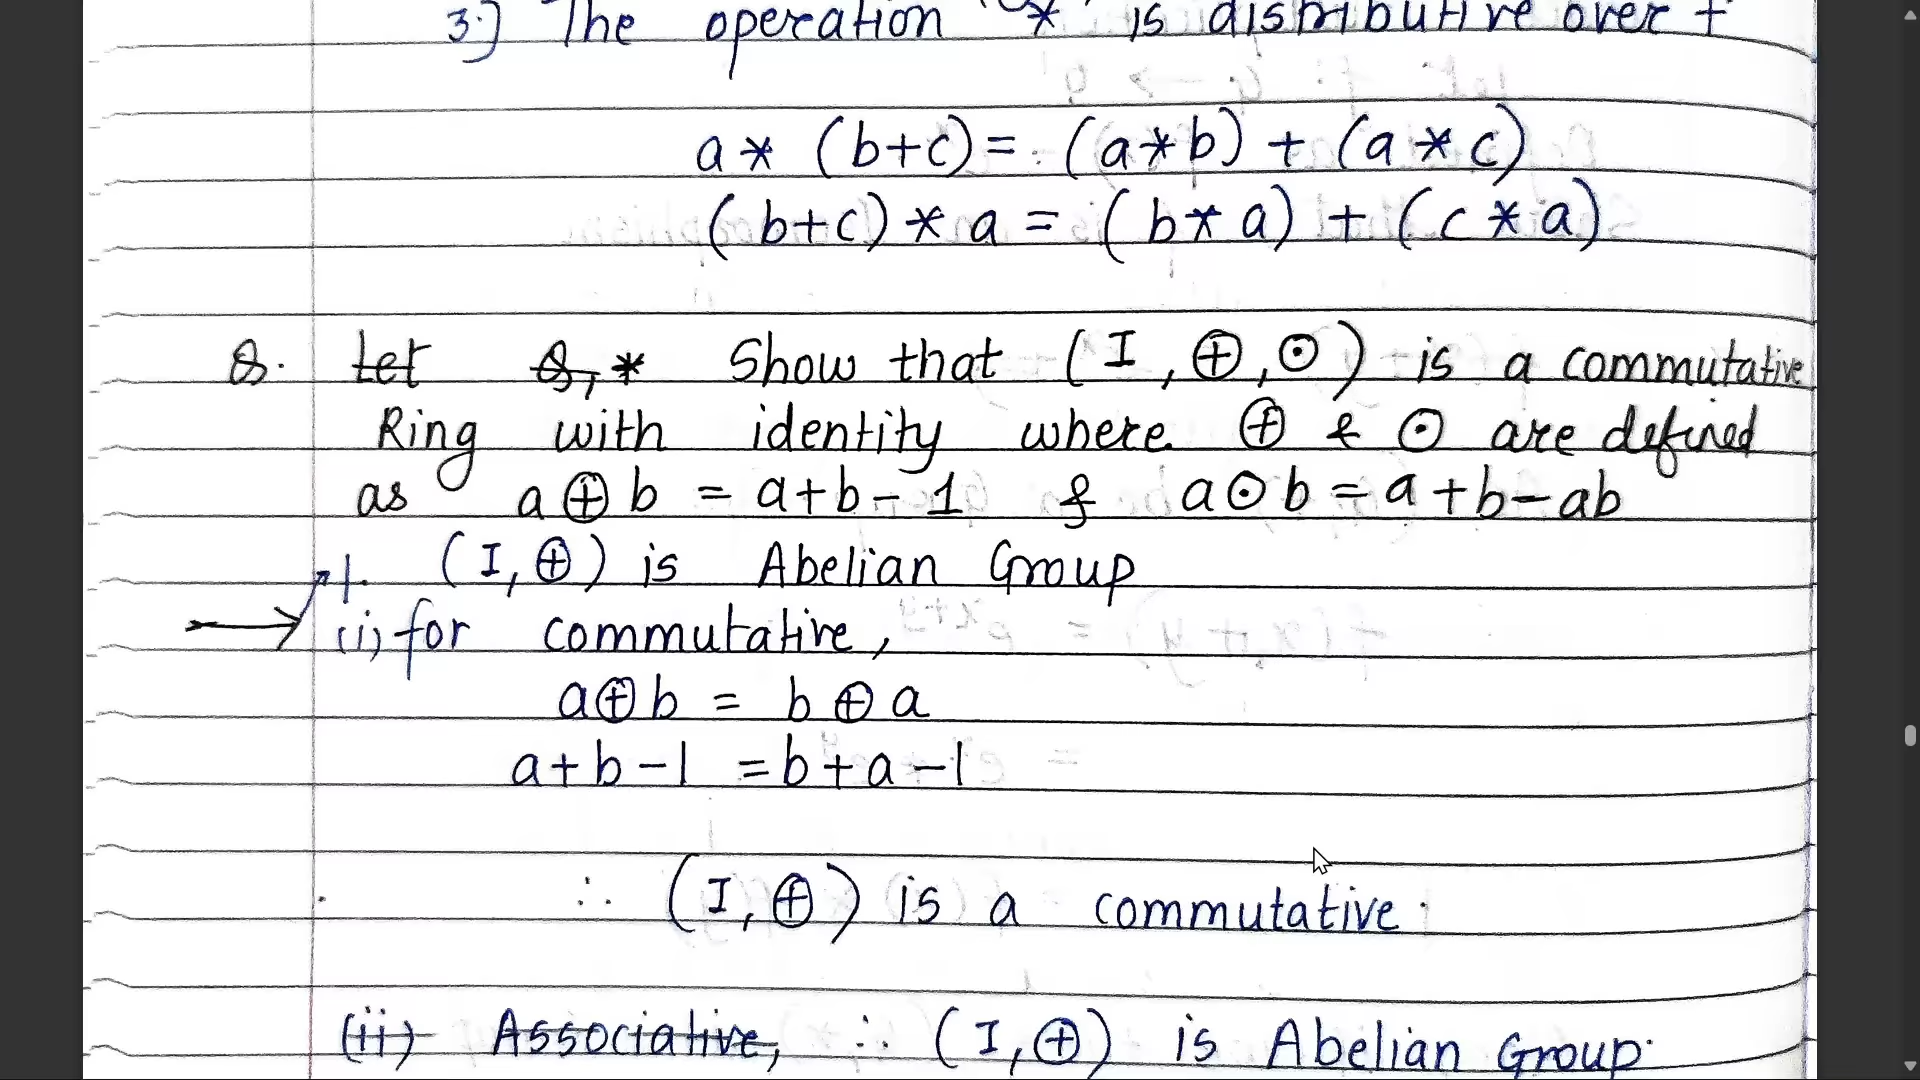 3.] The operation '*' is distributive over +
a * (b+c) = (a*b) + (a * c)
(b+c) * a = (b * a) + (c * a)
Q. Let Q, * Show that (I, ⊕, ⊙) is a commutative
Ring with identity where ⊕ & ⊙ are defined
as a ⊕ b = a+b-1 & a ⊙ b = a+b-ab
1. (I, ⊕) is Abelian Group
→ (i) for commutative,
a ⊕ b = b ⊕ a
a+b-1 = b+a-1
∴ (I, ⊕) is a commutative.
(ii) Associative, ∴ (I, ⊕) is Abelian Group.